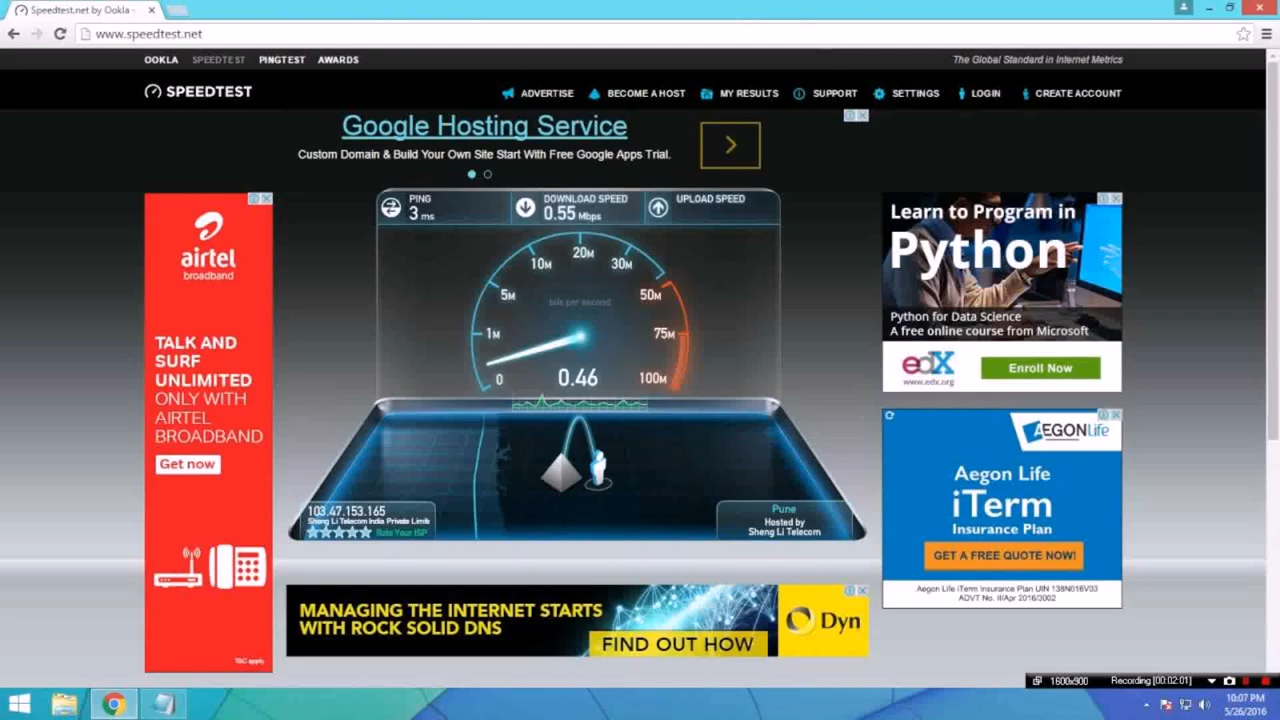 Speedtest.net by Ookla -
www.speedtest.net
OOKLA SPEEDTEST PINGTEST AWARDS
The Global Standard in Internet Metrics
SPEEDTEST
ADVERTISE BECOME A HOST MY RESULTS SUPPORT SETTINGS LOGIN CREATE ACCOUNT
Google Hosting Service
Custom Domain & Build Your Own Site Start With Free Google Apps Trial.
airtel
broadband
TALK AND
SURF
UNLIMITED
ONLY WITH
AIRTEL
BROADBAND
Get now
T&C apply
PING
3 ms
DOWNLOAD SPEED
0.55 Mbps
UPLOAD SPEED
0
1M
5M
10M
20M
30M
50M
75M
100M
0.46
103.47.153.165
Sheng Li Telecom India Private Limit
Rate Your ISP
Pune
Hosted by
Sheng Li Telecom
Learn to Program in
Python
Python for Data Science
A free online course from Microsoft
edX
www.edx.org
Enroll Now
AEGONLife
Aegon Life
iTerm
Insurance Plan
GET A FREE QUOTE NOW!
Aegon Life iTerm Insurance Plan UIN 138N016V03
ADVT No. II/Apr 2016/3002
MANAGING THE INTERNET STARTS
WITH ROCK SOLID DNS
FIND OUT HOW
Dyn
1600x900 Recording [00:02:01]
10:07 PM
5/26/2016